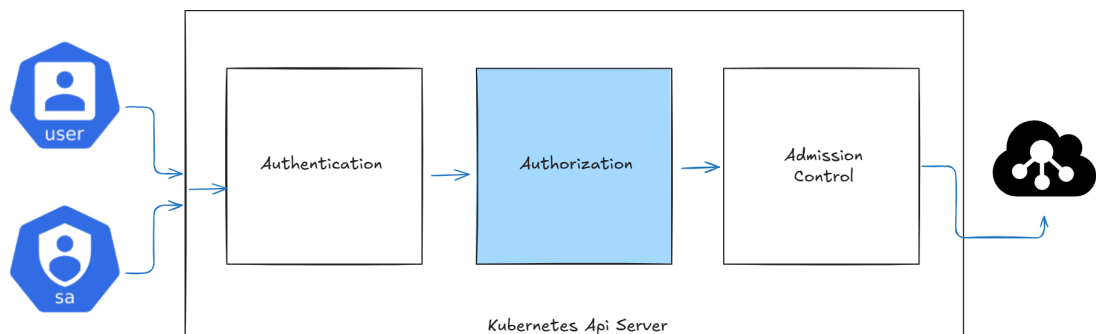 user
sa
Authentication
Authorization
Admission
Control
Kubernetes Api Server